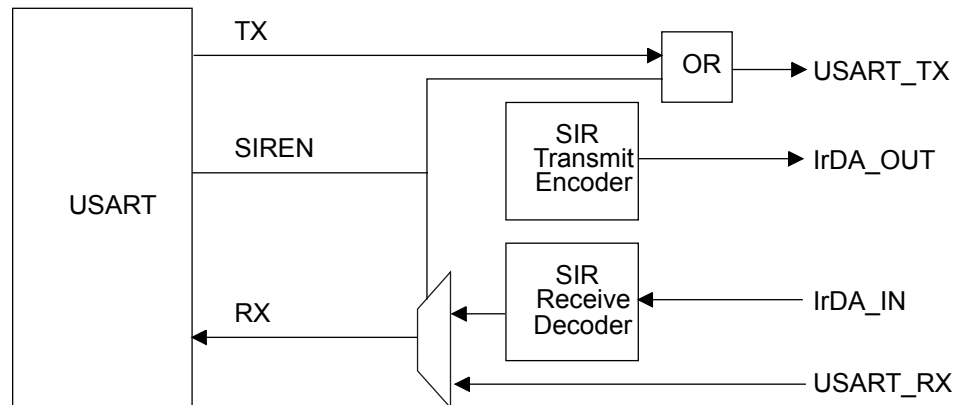 TX
OR
USART_TX
SIREN
SIR
Transmit
Encoder
IrDA_OUT
USART
SIR
Receive
Decoder
IrDA_IN
RX
USART_RX